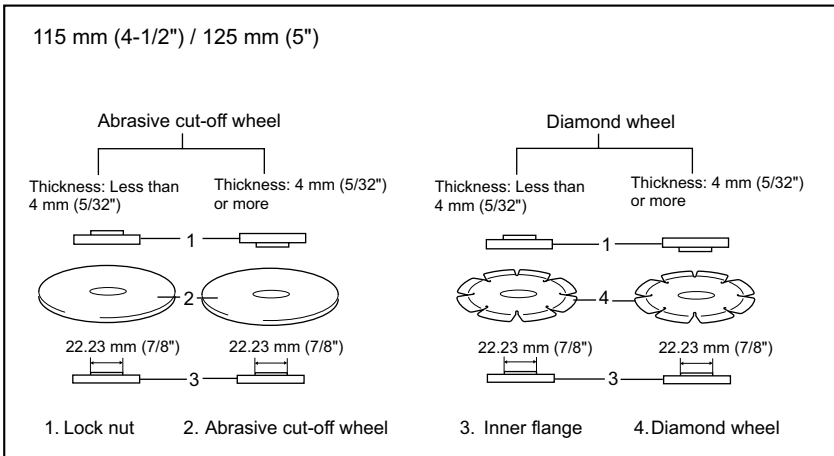 115 mm (4-1/2") / 125 mm (5")
Abrasive cut-off wheel
Diamond wheel
Thickness: Less than
4 mm (5/32")
Thickness: 4 mm (5/32")
or more
Thickness: Less than
4 mm (5/32")
Thickness: 4 mm (5/32")
or more
1
1
2
4
22.23 mm (7/8")
22.23 mm (7/8")
22.23 mm (7/8")
22.23 mm (7/8")
3
3
1. Lock nut
2. Abrasive cut-off wheel
3. Inner flange
4. Diamond wheel